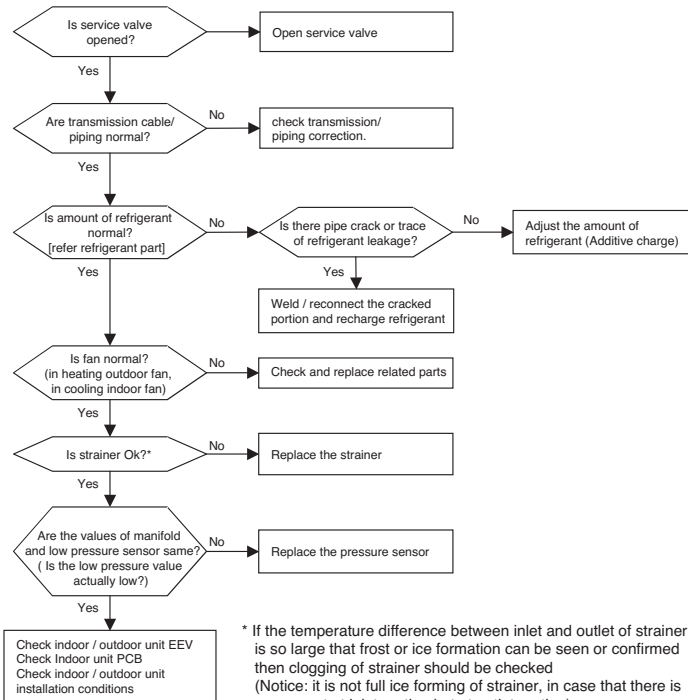 Is service valve
opened?
No
Open service valve
Yes
Are transmission cable/
piping normal?
No
check transmission/
piping correction.
Yes
Is amount of refrigerant
normal?
[refer refrigerant part]
No
Is there pipe crack or trace
of refrigerant leakage?
No
Adjust the amount of
refrigerant (Additive charge)
Yes
Yes
Weld / reconnect the cracked
portion and recharge refrigerant
Is fan normal?
(in heating outdoor fan,
in cooling indoor fan)
No
Check and replace related parts
Yes
Is strainer Ok?*
No
Replace the strainer
Yes
Are the values of manifold
and low pressure sensor same?
( Is the low pressure value
actually low?)
No
Replace the pressure sensor
Yes
Check indoor / outdoor unit EEV
Check Indoor unit PCB
Check indoor / outdoor unit
installation conditions
* If the temperature difference between inlet and outlet of strainer
is so large that frost or ice formation can be seen or confirmed
then clogging of strainer should be checked
(Notice: it is not full ice forming of strainer, in case that there is